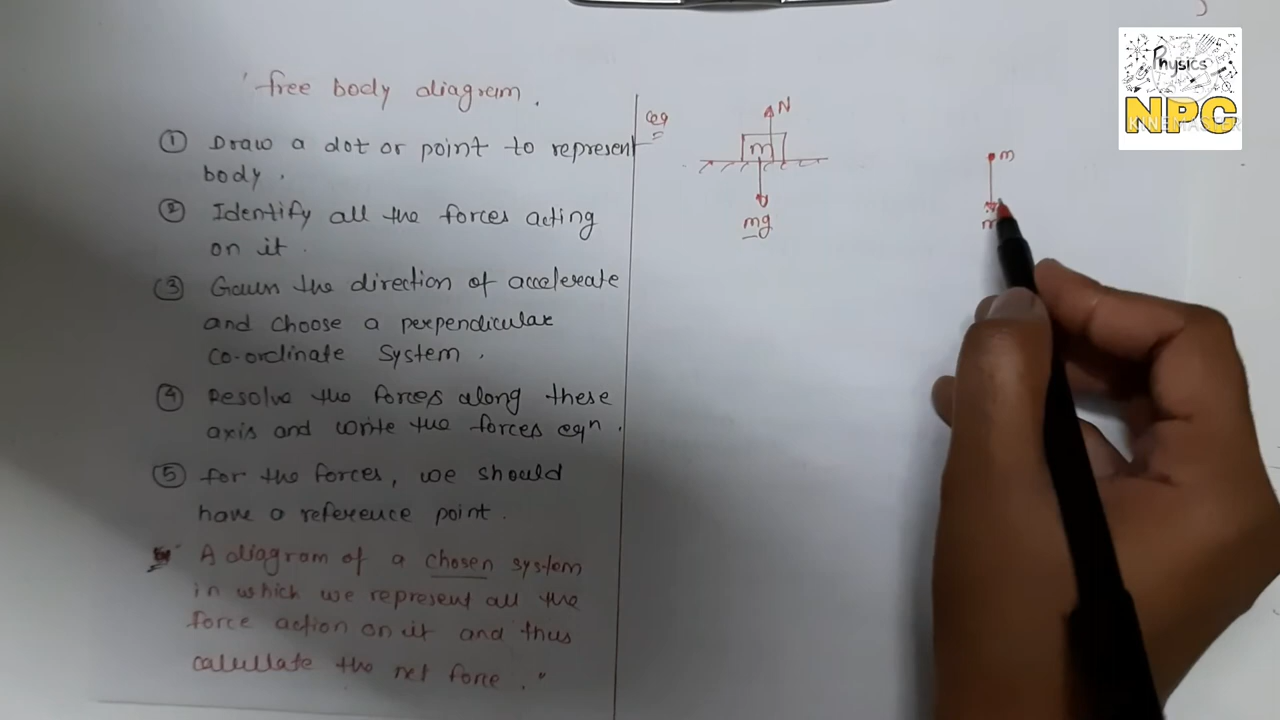 free body diagram.
① Draw a dot or point to represent
body.
② Identify all the forces acting
on it.
③ the direction of accelerate
and choose a perpendicular
co-ordinate system.
④ Resolve the forces along these
axis and write the forces eqn.
⑤ for the forces, we should
have a reference point.
" A diagram of a chosen system
in which we represent all the
force action on it and thus
calullate the net force."
eg
N
m
mg
m
m
Physics
NPC